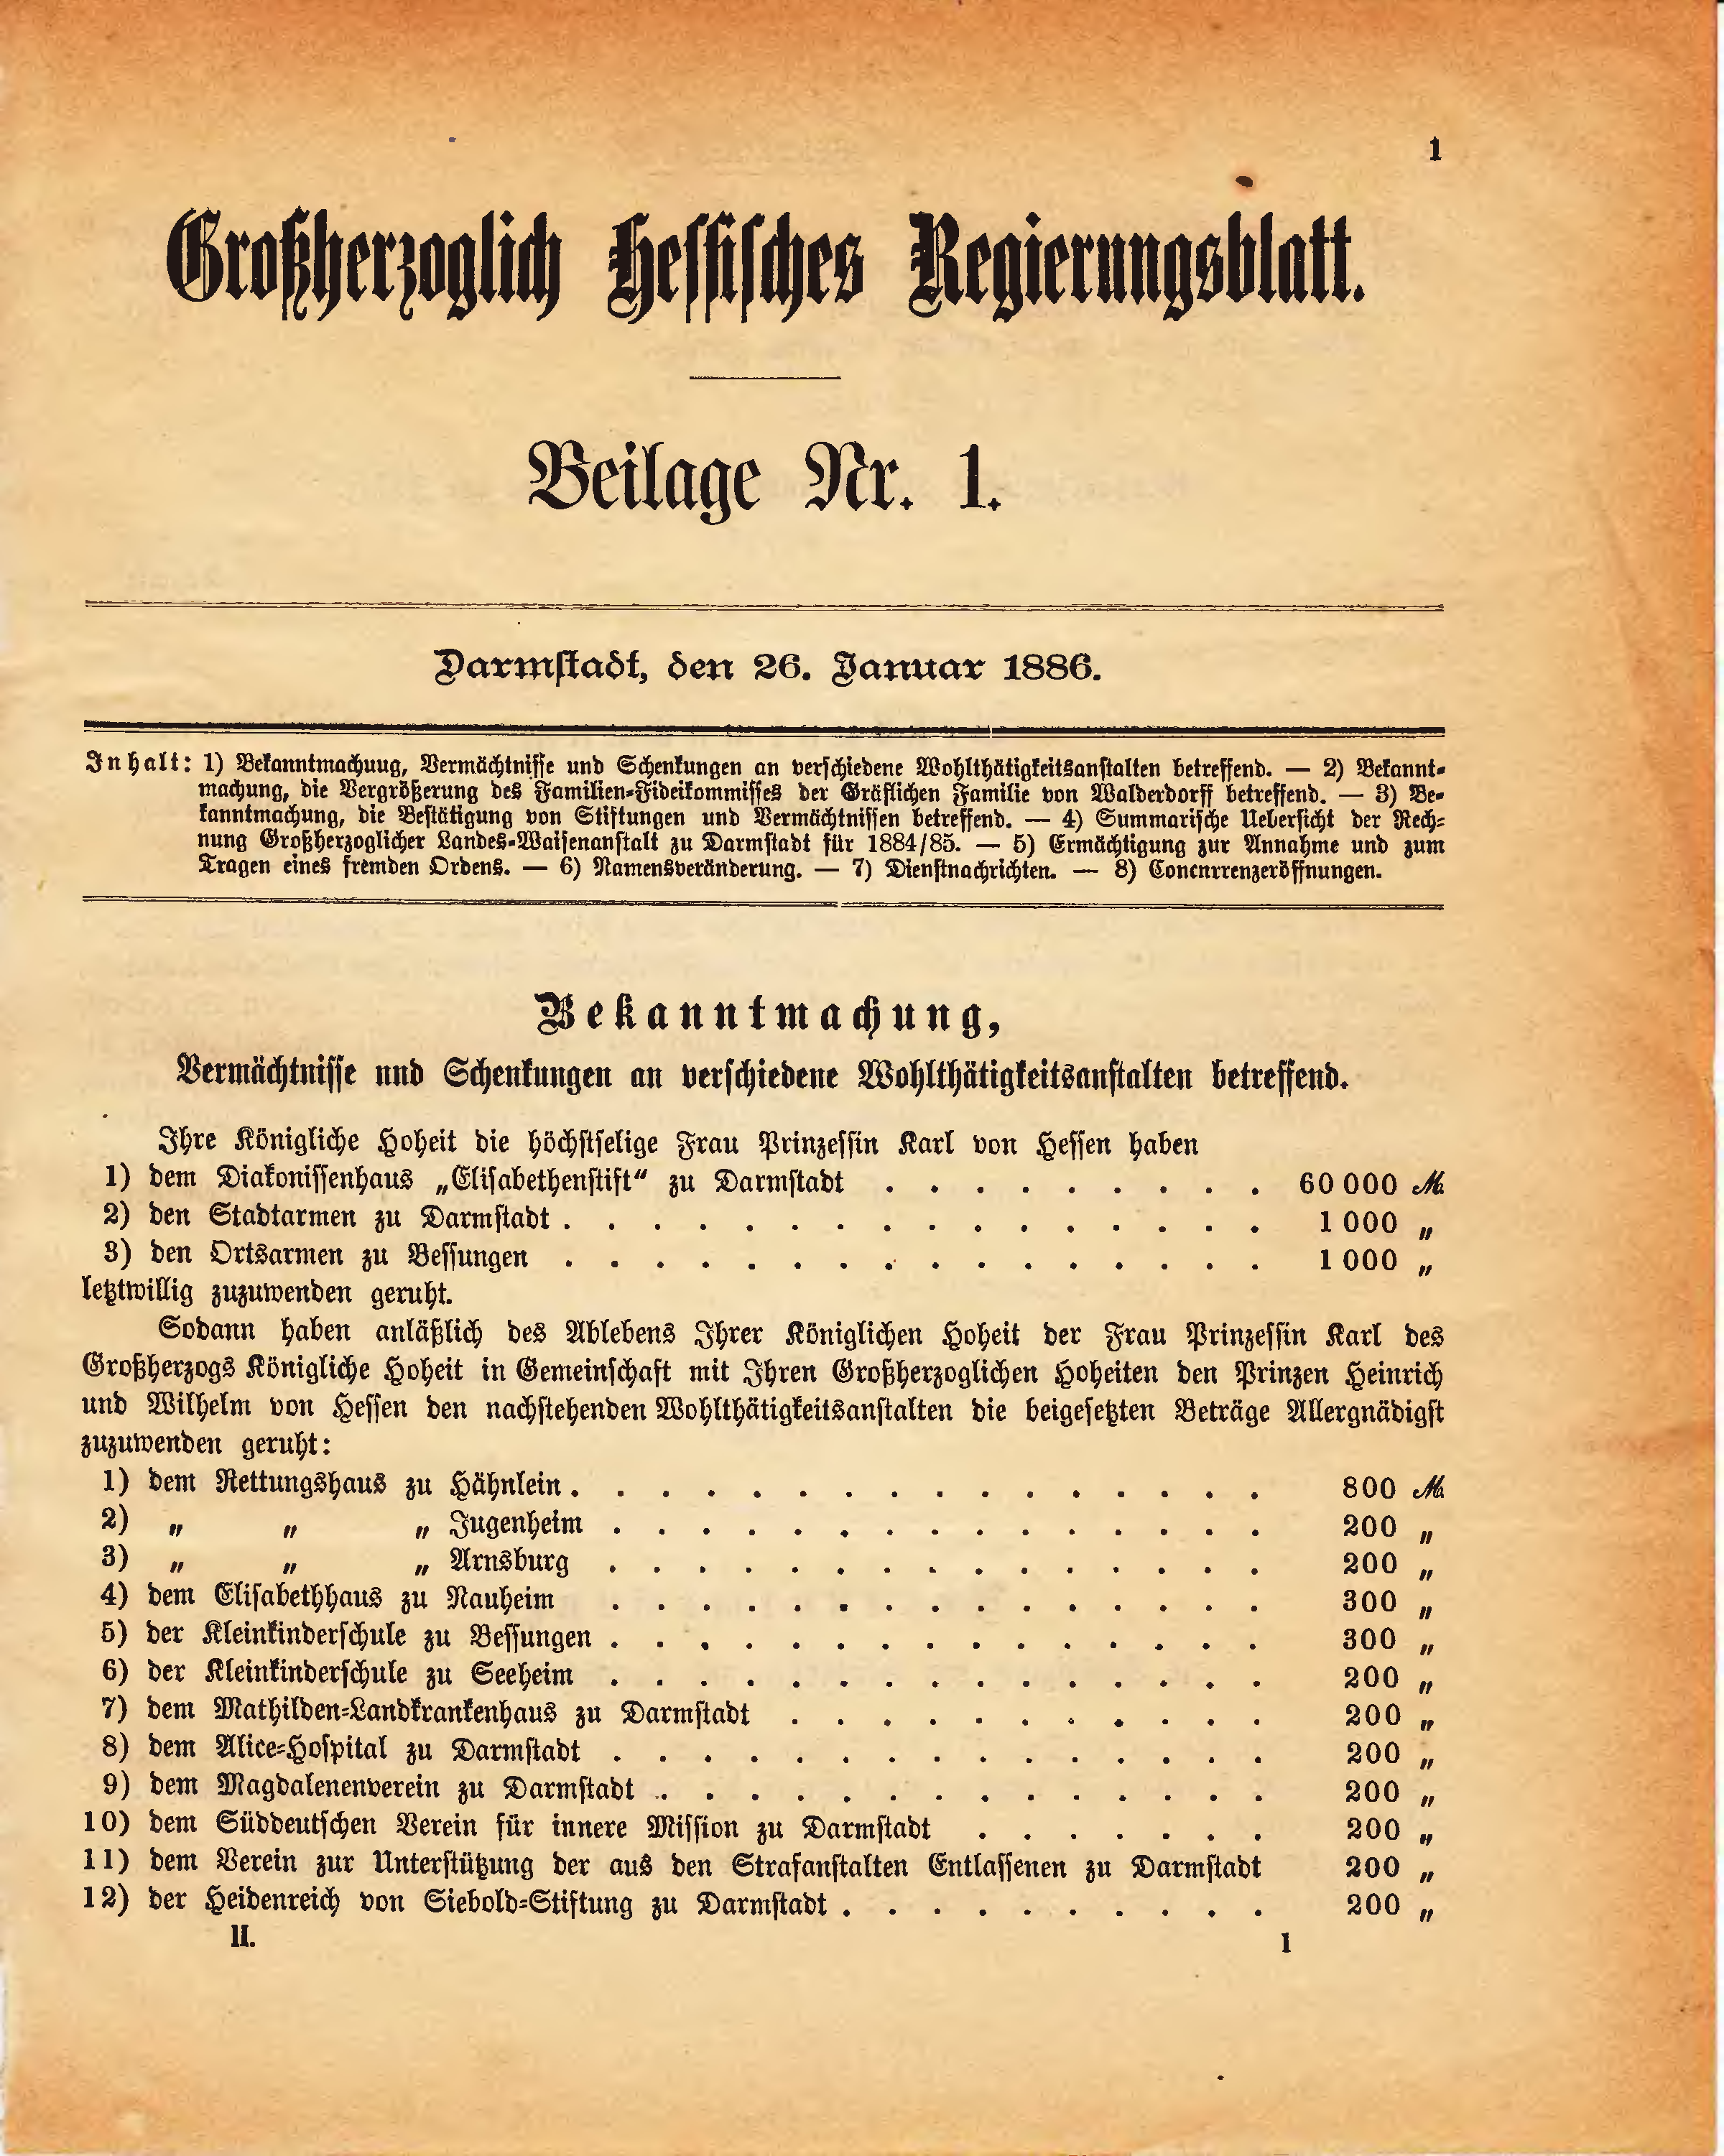 1
Großherzoglich Hessisches Regierungsblatt.
Beilage Nr. 1.
Darmstadt, den 26. Januar 1886.
Inhalt: 1) Bekanntmachuug, Vermächtnisse und Schenkungen an verschiedene Wohlthätigkeitsanstalten betreffend. — 2) Bekannt-
machung, die Vergrößerung des Familien-Fideikommisses der Gräflichen Familie von Walderdorff betreffend. — 3) Be-
kanntmachung, die Bestätigung von Stiftungen und Vermächtnissen betreffend. — 4) Summarische Uebersicht der Rech-
nung Großherzoglicher Landes-Waisenanstalt zu Darmstadt für 1884/85. — 5) Ermächtigung zur Annahme und zum
Tragen eines fremden Ordens. — 6) Namensveränderung. — 7) Dienstnachrichten. — 8) Concnrrenzeröffnungen.
Bekanntmachung,
Vermächtnisse und Schenkungen an verschiedene Wohlthätigkeitsanstalten betreffend.
Ihre Königliche Hoheit die höchstselige Frau Prinzessin Karl von Hessen haben
1) dem Diakonissenhaus „Elisabethenstift“ zu Darmstadt . . . . . . . . . 60 000 ℳ
2) den Stadtarmen zu Darmstadt . . . . . . . . . . . . . . . . 1 000 „
3) den Ortsarmen zu Bessungen . . . . . . . . . . . . . . . . 1 000 „
letztwillig zuzuwenden geruht.
Sodann haben anläßlich des Ablebens Ihrer Königlichen Hoheit der Frau Prinzessin Karl des
Großherzogs Königliche Hoheit in Gemeinschaft mit Ihren Großherzoglichen Hoheiten den Prinzen Heinrich
und Wilhelm von Hessen den nachstehenden Wohlthätigkeitsanstalten die beigesetzten Beträge Allergnädigst
zuzuwenden geruht:
1) dem Rettungshaus zu Hähnlein . . . . . . . . . . . . . . . . 800 ℳ
2) „ „ „ Jugenheim . . . . . . . . . . . . . . . 200 „
3) „ „ „ Arnsburg . . . . . . . . . . . . . . . 200 „
4) dem Elisabethhaus zu Nauheim . . . . . . . . . . . . . . . 300 „
5) der Kleinkinderschule zu Bessungen . . . . . . . . . . . . . . . 300 „
6) der Kleinkinderschule zu Seeheim . . . . . . . . . . . . . . . 200 „
7) dem Mathilden-Landkrankenhaus zu Darmstadt . . . . . . . . . . . 200 „
8) dem Alice-Hospital zu Darmstadt . . . . . . . . . . . . . . . 200 „
9) dem Magdalenenverein zu Darmstadt . . . . . . . . . . . . . . 200 „
10) dem Süddeutschen Verein für innere Mission zu Darmstadt . . . . . . . 200 „
11) dem Verein zur Unterstützung der aus den Strafanstalten Entlassenen zu Darmstadt 200 „
12) der Heidenreich von Siebold-Stiftung zu Darmstadt . . . . . . . . . . 200 „
II. 1